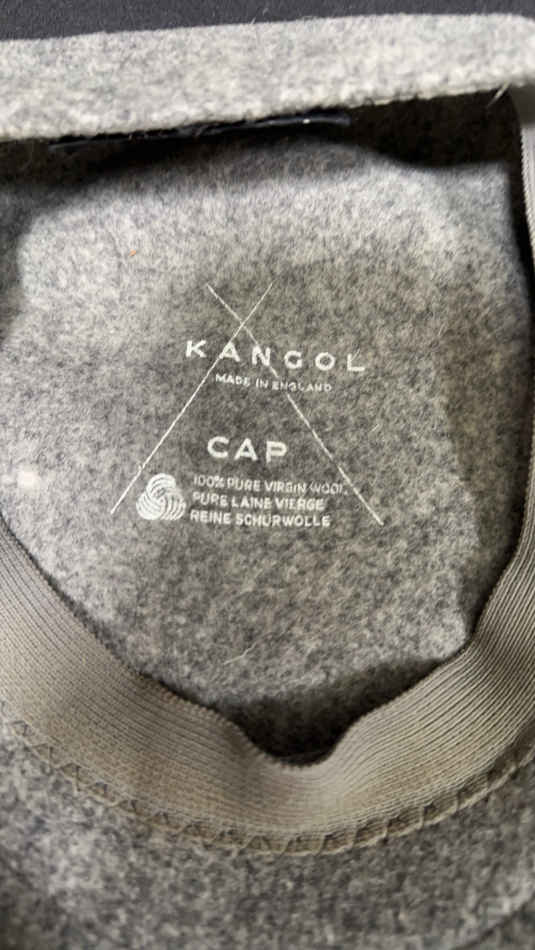 KANGOL
MADE IN ENGLAND
CAP
100% PURE VIRGIN WOOL
PURE LAINE VIERGE
REINE SCHURWOLLE